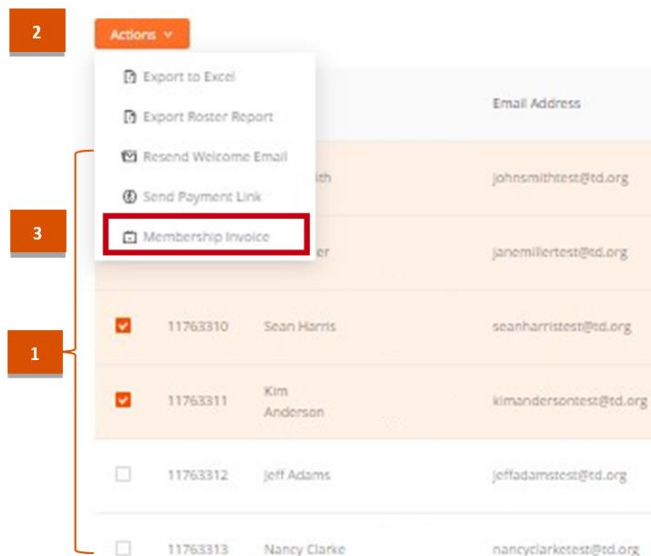 2
Actions
Export to Excel
Email Address
Export Roster Report
Resend Welcome Email
ith
johnsmithtest@td.org
Send Payment Link
3
Membership Invoice
er
janemillertest@td.org
11763310 Sean Harris seanharristest@td.org
1
11763311 Kim Anderson kimandersontest@td.org
11763312 Jeff Adams jeffadamstest@td.org
11763313 Nancy Clarke nancyclarketest@td.org